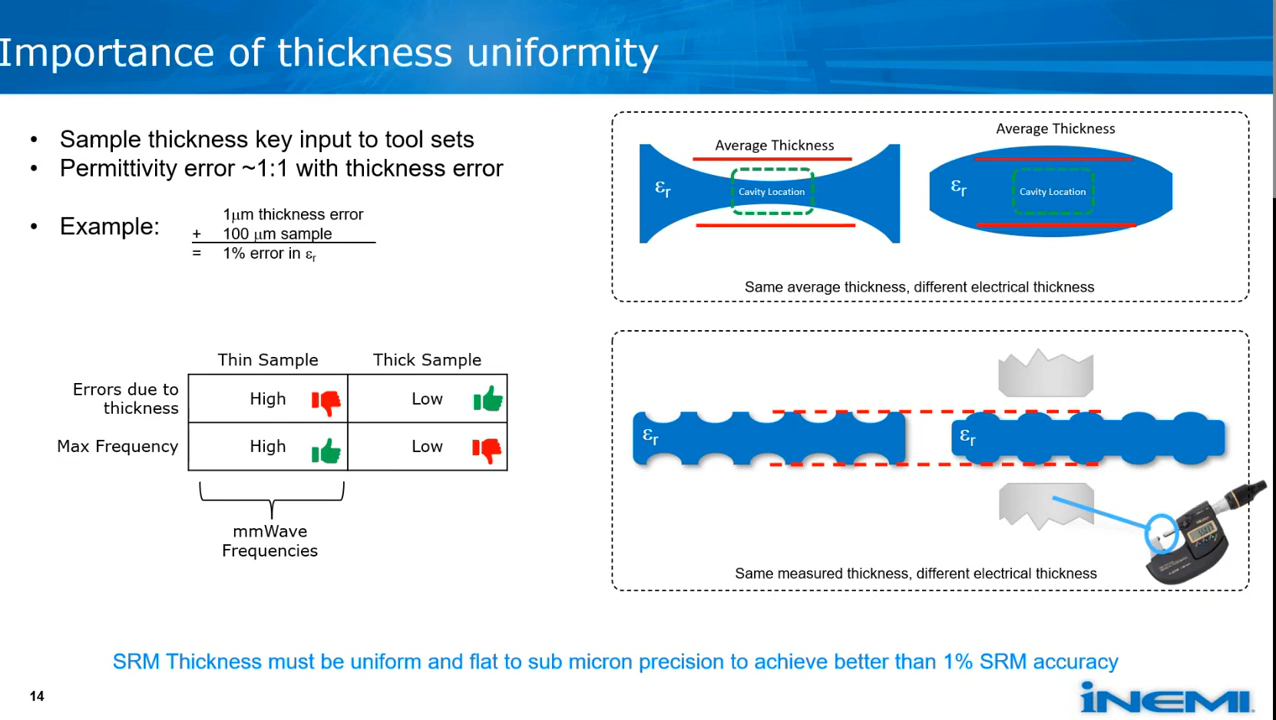 Importance of thickness uniformity
• Sample thickness key input to tool sets
• Permittivity error ~1:1 with thickness error
• Example:
1µm thickness error
+ 100 µm sample
= 1% error in εr
Thin Sample Thick Sample
Errors due to
thickness
High Low
Max Frequency High Low
mmWave
Frequencies
Average Thickness
εr
Cavity Location
Average Thickness
εr
Cavity Location
Same average thickness, different electrical thickness
εr
εr
Same measured thickness, different electrical thickness
SRM Thickness must be uniform and flat to sub micron precision to achieve better than 1% SRM accuracy
14
iNEMI.